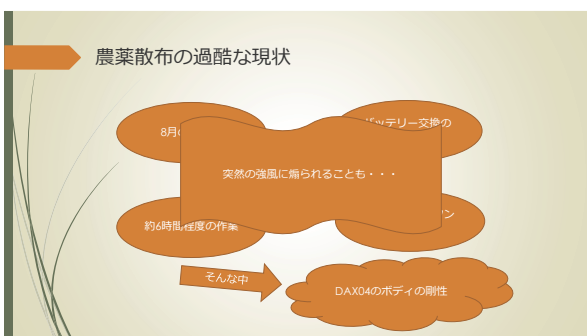 農薬散布の過酷な現状
8月の
バッテリー交換の
突然の強風に煽られることも・・・
約6時間程度の作業
ン
そんな中
DAX04のボディの剛性